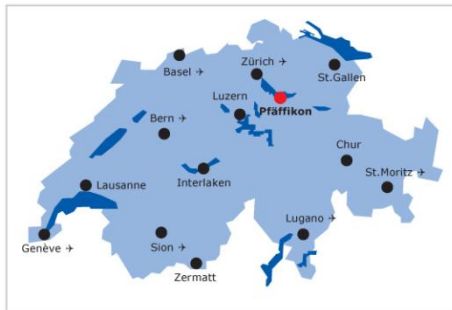 Zürich ✈
Basel ✈
St.Gallen
Luzern
Pfäffikon
Bern ✈
Chur
St.Moritz ✈
Interlaken
Lausanne
Lugano ✈
Genève ✈
Sion ✈
Zermatt